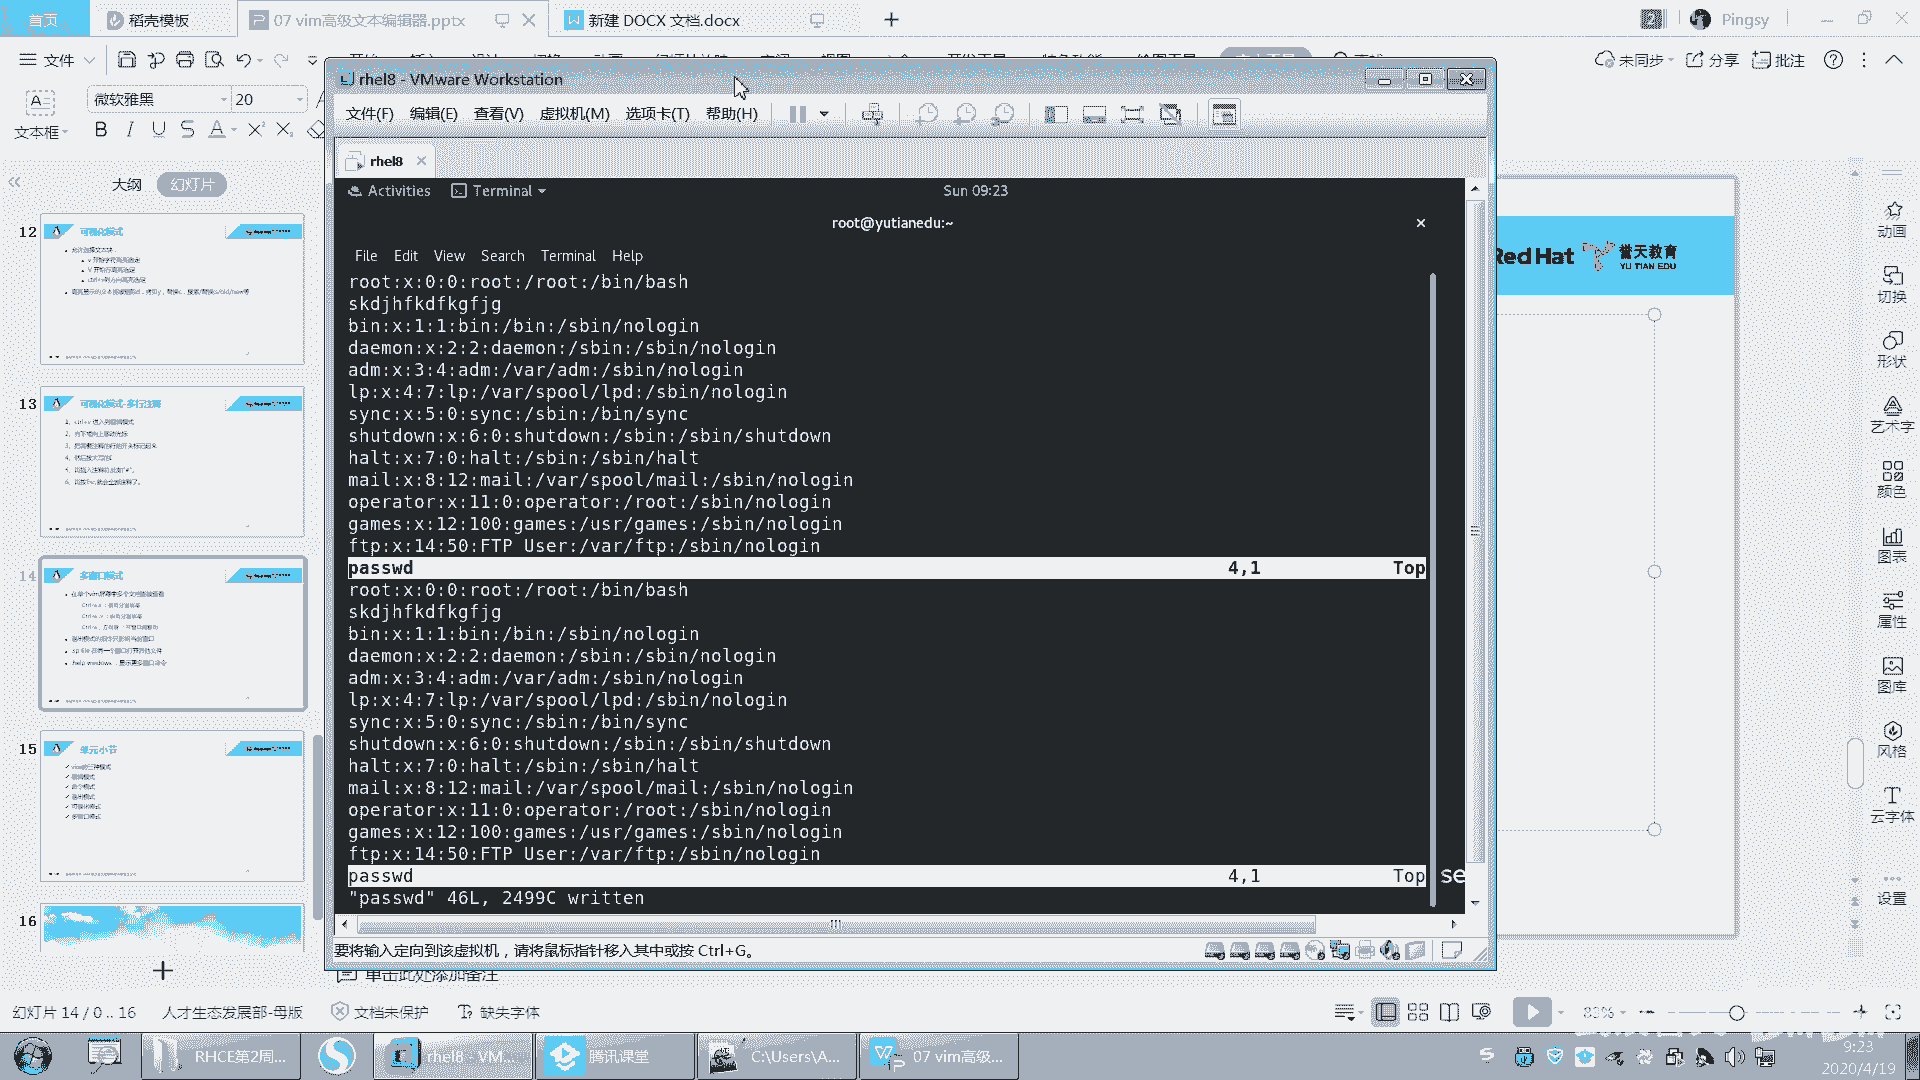 首页
稻壳模板
07 vim高级文本编辑器.pptx
新建 DOCX 文档.docx
Pingsy
文件
未同步
分享
批注
微软雅黑
20
文本框
大纲
幻灯片
rhel8 - VMware Workstation
文件(F)
编辑(E)
查看(V)
虚拟机(M)
选项卡(T)
帮助(H)
rhel8
Activities
Terminal
Sun 09:23
root@yutianedu:~
File Edit View Search Terminal Help
root:x:0:0:root:/root:/bin/bash
skdjhfkdfkgfjg
bin:x:1:1:bin:/bin:/sbin/nologin
daemon:x:2:2:daemon:/sbin:/sbin/nologin
adm:x:3:4:adm:/var/adm:/sbin/nologin
lp:x:4:7:lp:/var/spool/lpd:/sbin/nologin
sync:x:5:0:sync:/sbin:/bin/sync
shutdown:x:6:0:shutdown:/sbin:/sbin/shutdown
halt:x:7:0:halt:/sbin:/sbin/halt
mail:x:8:12:mail:/var/spool/mail:/sbin/nologin
operator:x:11:0:operator:/root:/sbin/nologin
games:x:12:100:games:/usr/games:/sbin/nologin
ftp:x:14:50:FTP User:/var/ftp:/sbin/nologin
passwd 4,1 Top
root:x:0:0:root:/root:/bin/bash
skdjhfkdfkgfjg
bin:x:1:1:bin:/bin:/sbin/nologin
daemon:x:2:2:daemon:/sbin:/sbin/nologin
adm:x:3:4:adm:/var/adm:/sbin/nologin
lp:x:4:7:lp:/var/spool/lpd:/sbin/nologin
sync:x:5:0:sync:/sbin:/bin/sync
shutdown:x:6:0:shutdown:/sbin:/sbin/shutdown
halt:x:7:0:halt:/sbin:/sbin/halt
mail:x:8:12:mail:/var/spool/mail:/sbin/nologin
operator:x:11:0:operator:/root:/sbin/nologin
games:x:12:100:games:/usr/games:/sbin/nologin
ftp:x:14:50:FTP User:/var/ftp:/sbin/nologin
passwd 4,1 Top
"passwd" 46L, 2499C written
se
要将输入定向到该虚拟机，请将鼠标指针移入其中或按 Ctrl+G。
12
可视化模式
13
可视化模式-多行注释
14
多窗口模式
15
单元小节
16
Red Hat
誉天教育
YU TIAN EDU
动画
切换
形状
艺术字
颜色
图表
属性
图库
风格
云字体
设置
单击此处添加备注
幻灯片 14 / 0 .. 16
人才生态发展部-母版
文档未保护
缺失字体
83%
RHCE第2周...
rhel8 - VM...
腾讯课堂
C:\Users\A...
07 vim高级...
9:23
2020/4/19